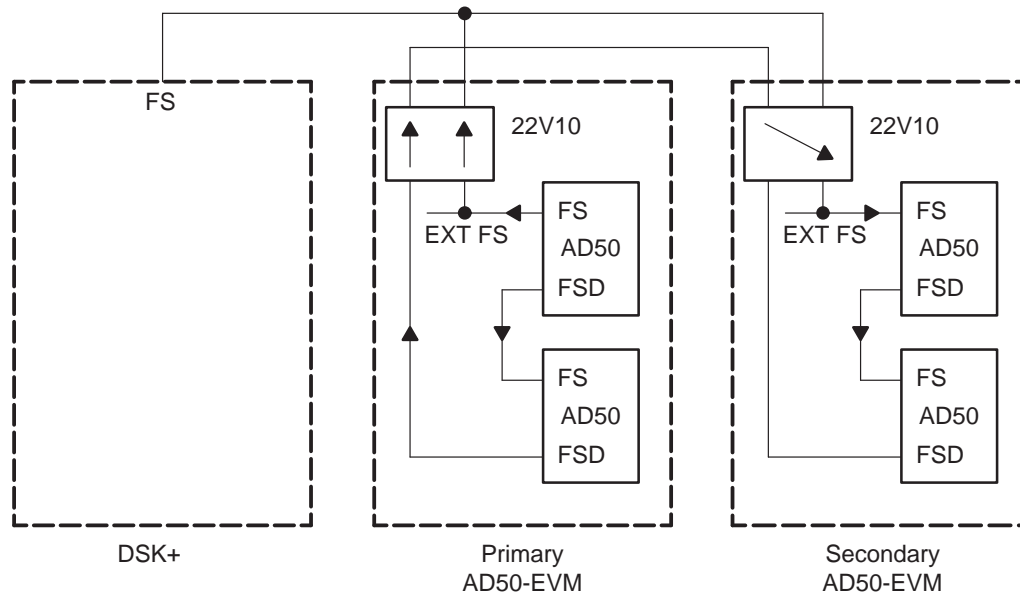 FS
22V10
22V10
FS
EXT FS
AD50
FSD
FS
AD50
FSD
FS
EXT FS
AD50
FSD
FS
AD50
FSD
DSK+
Primary
AD50-EVM
Secondary
AD50-EVM